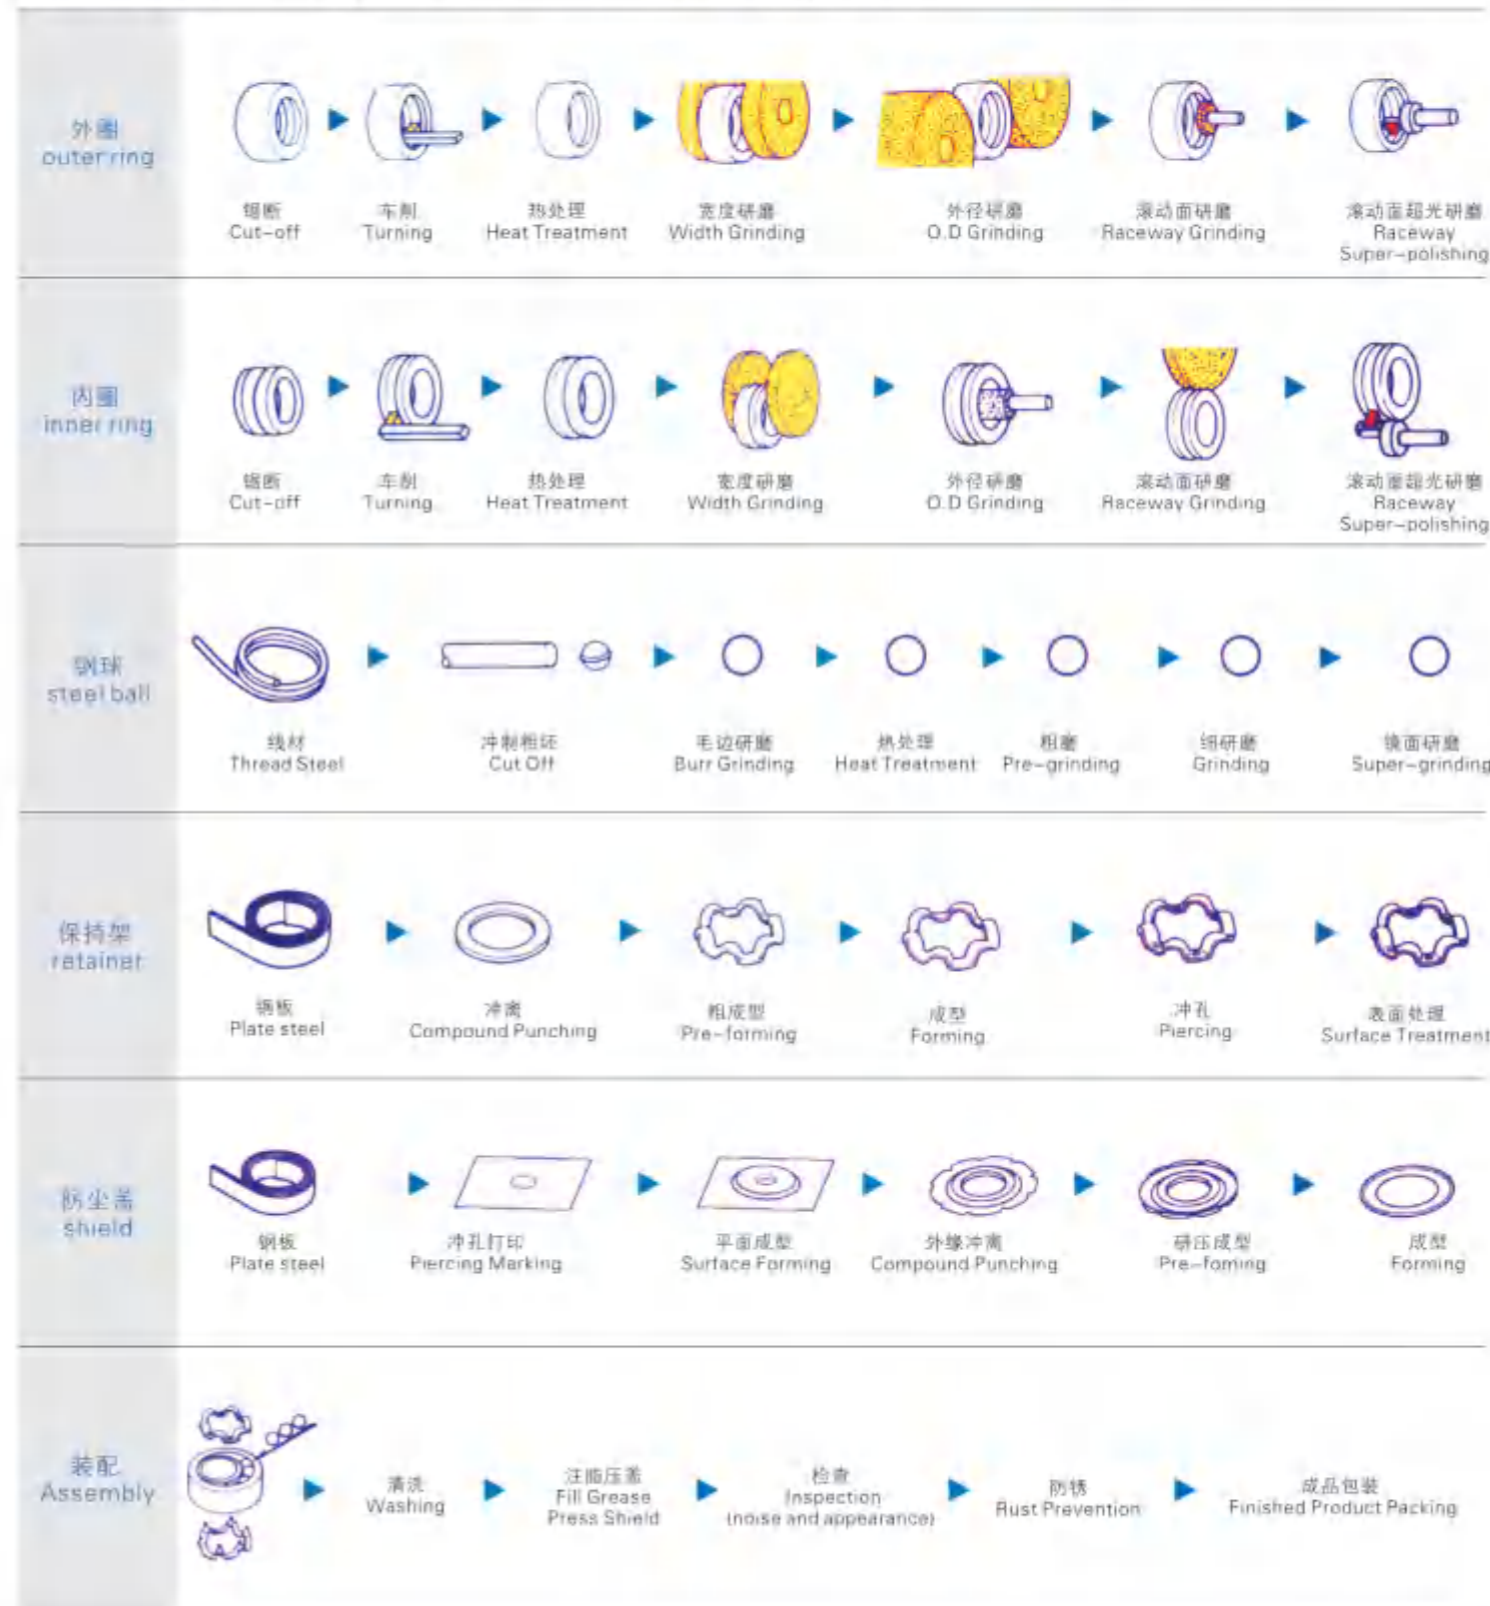 外圈
outer ring
锯断
Cut-off
车削
Turning
热处理
Heat Treatment
宽度研磨
Width Grinding
外径研磨
O.D Grinding
滚动面研磨
Raceway Grinding
滚动面超光研磨
Raceway
Super-polishing
内圈
inner ring
锯断
Cut-off
车削
Turning
热处理
Heat Treatment
宽度研磨
Width Grinding
外径研磨
O.D Grinding
滚动面研磨
Raceway Grinding
滚动面超光研磨
Raceway
Super-polishing
钢球
steel ball
线材
Thread Steel
冲制粗坯
Cut Off
毛边研磨
Burr Grinding
热处理
Heat Treatment
粗磨
Pre-grinding
细研磨
Grinding
镜面研磨
Super-grinding
保持架
retainer
钢板
Plate steel
冲离
Compound Punching
粗成型
Pre-forming
成型
Forming
冲孔
Piercing
表面处理
Surface Treatment
防尘盖
shield
钢板
Plate steel
冲孔打印
Piercing Marking
平面成型
Surface Forming
外缘冲离
Compound Punching
研压成型
Pre-foming
成型
Forming
装配
Assembly
清洗
Washing
注脂压盖
Fill Grease
Press Shield
检查
Inspection
(noise and appearance)
防锈
Rust Prevention
成品包装
Finished Product Packing